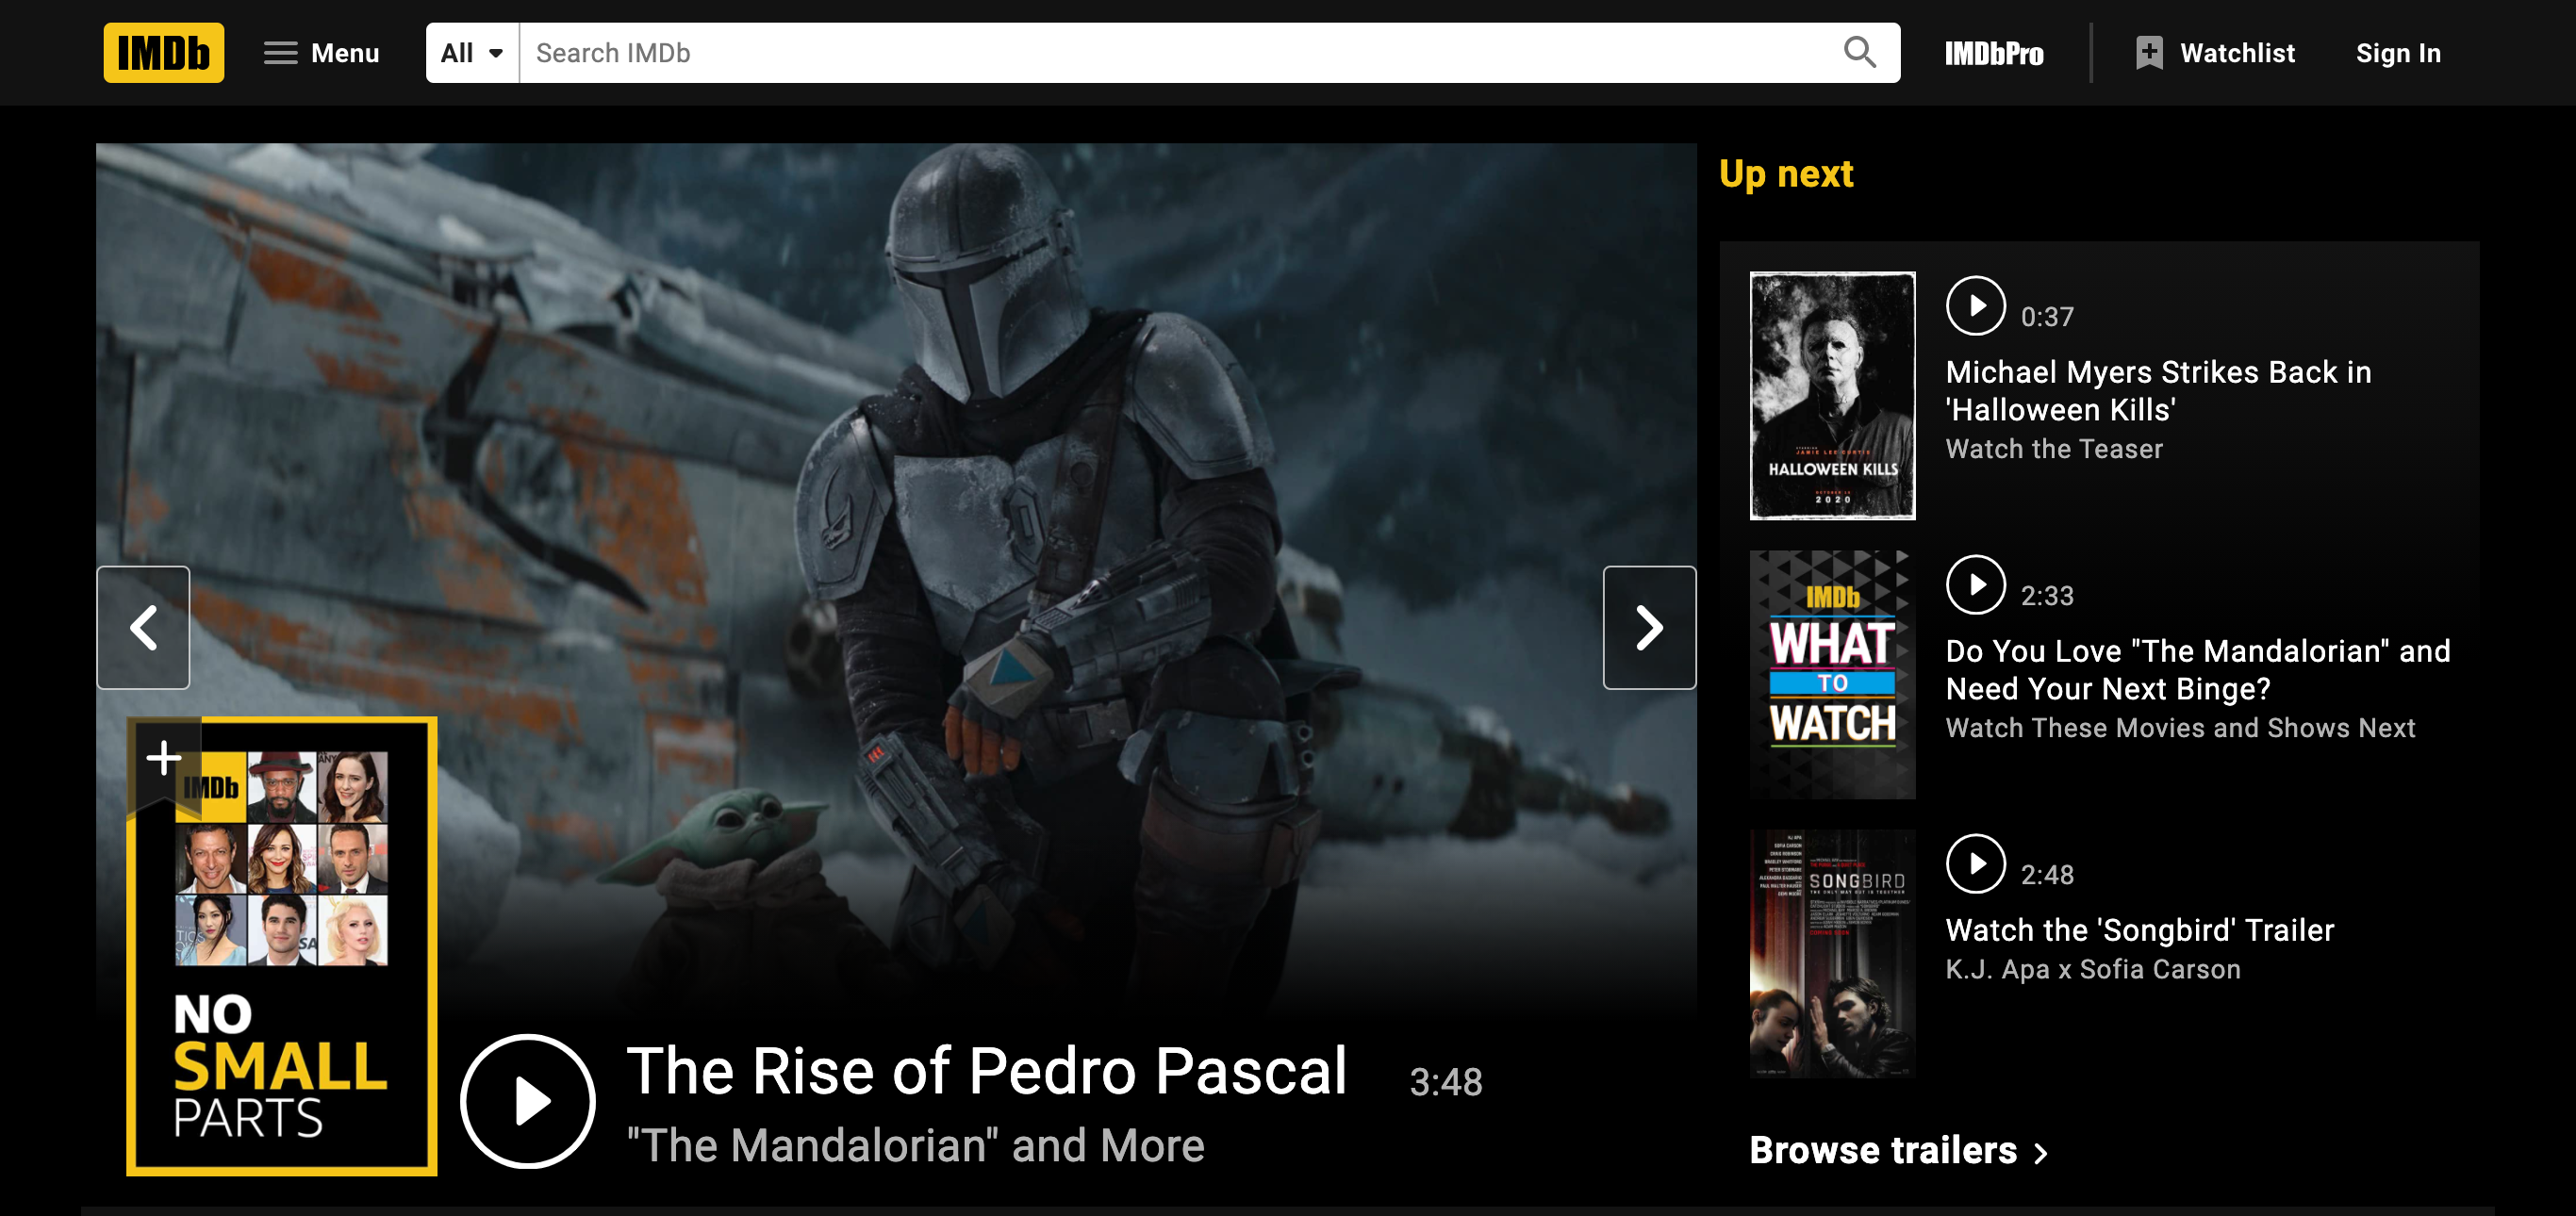 IMDb
Menu
All
Search IMDb
IMDbPro
Watchlist
Sign In
IMDb
NO
SMALL
PARTS
The Rise of Pedro Pascal
3:48
"The Mandalorian" and More
Up next
JAMIE LEE CURTIS
HALLOWEEN KILLS
2020
0:37
Michael Myers Strikes Back in
'Halloween Kills'
Watch the Teaser
IMDb
WHAT
TO
WATCH
2:33
Do You Love "The Mandalorian" and
Need Your Next Binge?
Watch These Movies and Shows Next
SONGBIRD
2:48
Watch the 'Songbird' Trailer
K.J. Apa x Sofia Carson
Browse trailers